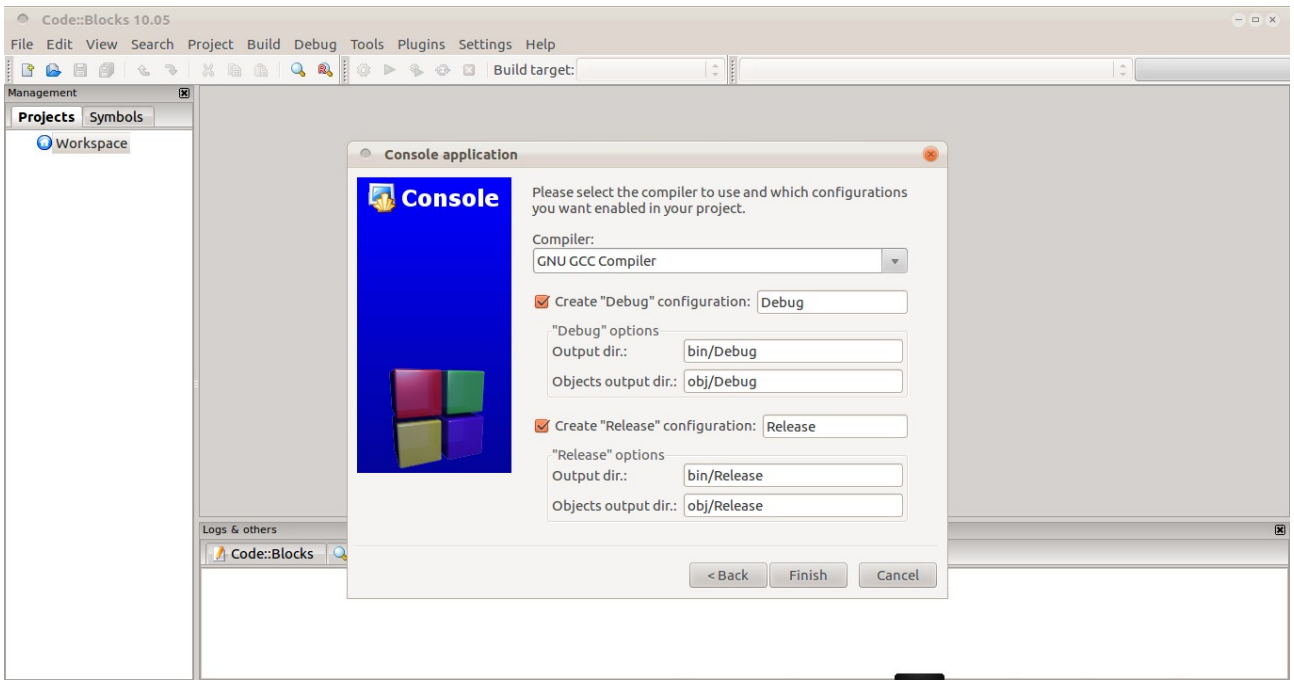 Code::Blocks 10.05
File Edit View Search Project Build Debug Tools Plugins Settings Help
Build target:
Management
Projects Symbols
Workspace
Console application
Console
Please select the compiler to use and which configurations
you want enabled in your project.
Compiler:
GNU GCC Compiler
Create "Debug" configuration: Debug
"Debug" options
Output dir.: bin/Debug
Objects output dir.: obj/Debug
Create "Release" configuration: Release
"Release" options
Output dir.: bin/Release
Objects output dir.: obj/Release
< Back Finish Cancel
Logs & others
Code::Blocks